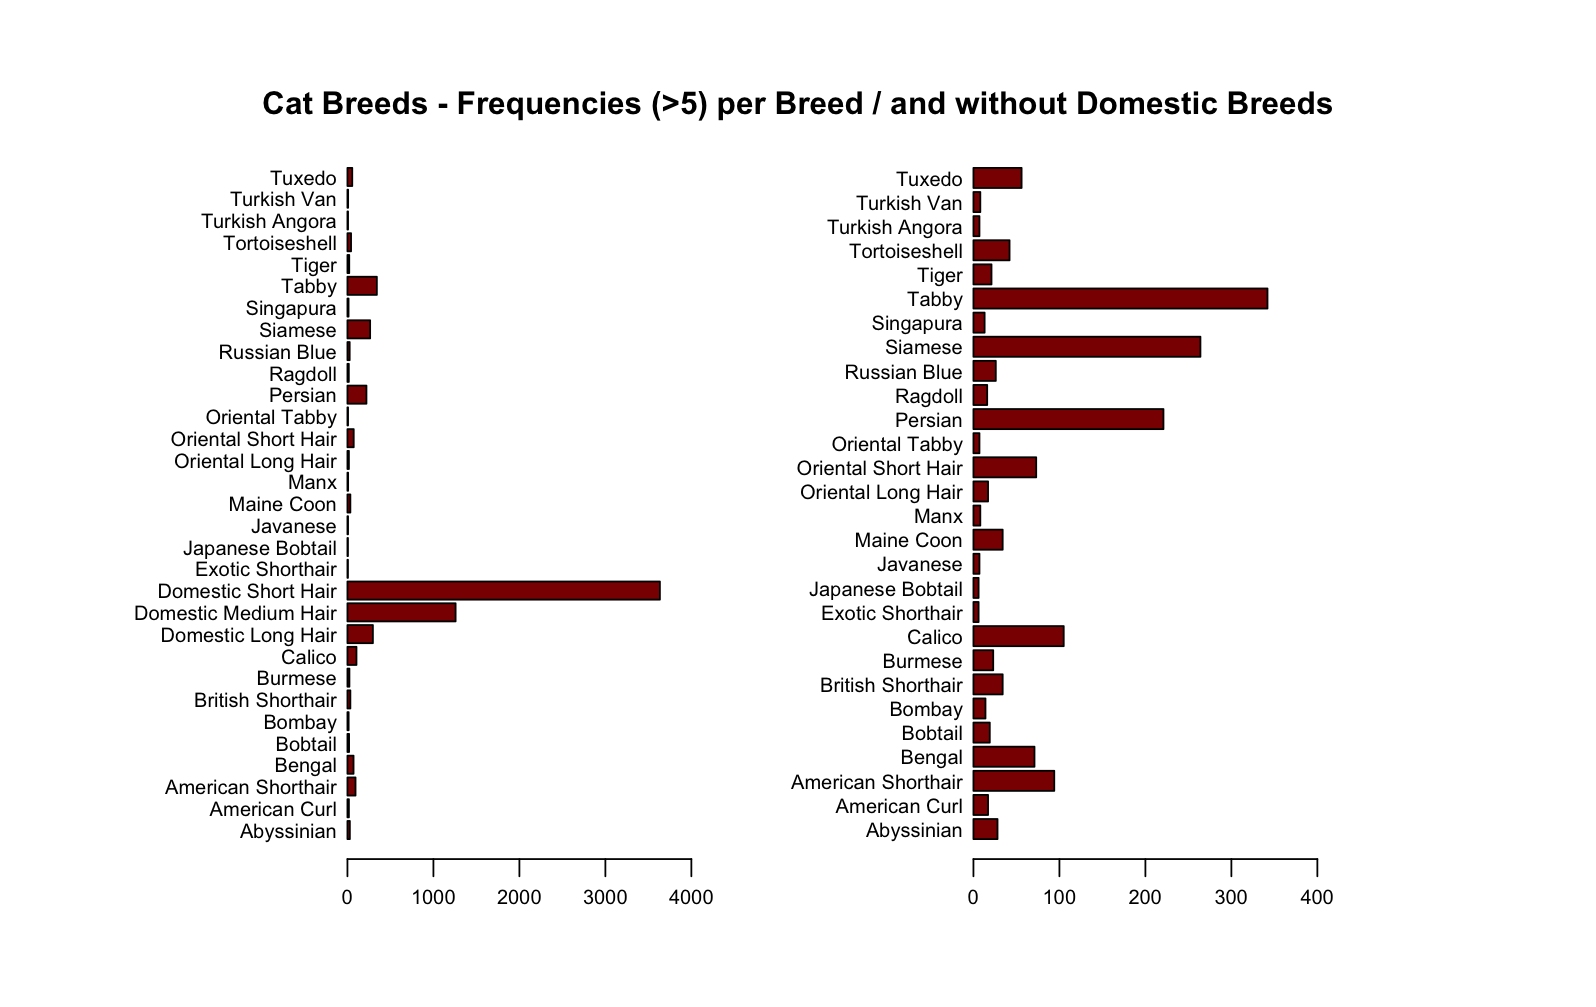 Cat Breeds - Frequencies (>5) per Breed / and without Domestic Breeds
Tuxedo
Turkish Van
Turkish Angora
Tortoiseshell
Tiger
Tabby
Singapura
Siamese
Russian Blue
Ragdoll
Persian
Oriental Tabby
Oriental Short Hair
Oriental Long Hair
Manx
Maine Coon
Javanese
Japanese Bobtail
Exotic Shorthair
Domestic Short Hair
Domestic Medium Hair
Domestic Long Hair
Calico
Burmese
British Shorthair
Bombay
Bobtail
Bengal
American Shorthair
American Curl
Abyssinian
0 1000 2000 3000 4000
Tuxedo
Turkish Van
Turkish Angora
Tortoiseshell
Tiger
Tabby
Singapura
Siamese
Russian Blue
Ragdoll
Persian
Oriental Tabby
Oriental Short Hair
Oriental Long Hair
Manx
Maine Coon
Javanese
Japanese Bobtail
Exotic Shorthair
Calico
Burmese
British Shorthair
Bombay
Bobtail
Bengal
American Shorthair
American Curl
Abyssinian
0 100 200 300 400